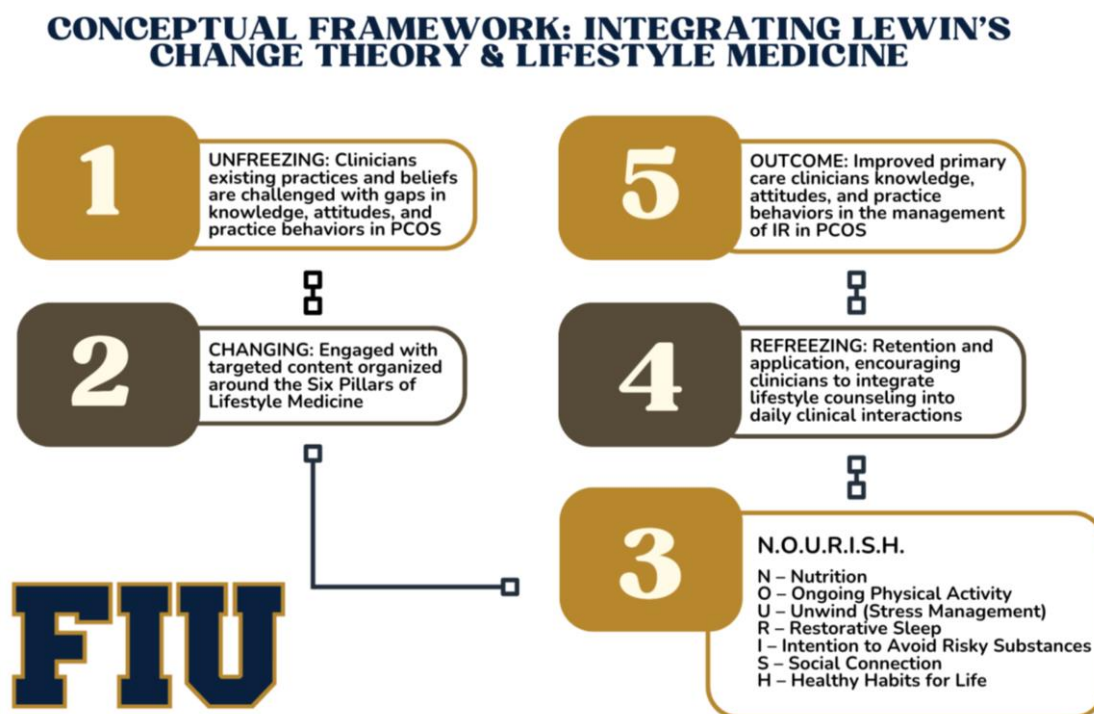 CONCEPTUAL FRAMEWORK: INTEGRATING LEWIN'S
CHANGE THEORY & LIFESTYLE MEDICINE
1
UNFREEZING: Clinicians
existing practices and beliefs
are challenged with gaps in
knowledge, attitudes, and
practice behaviors in PCOS
2
CHANGING: Engaged with
targeted content organized
around the Six Pillars of
Lifestyle Medicine
3
N.O.U.R.I.S.H.
N – Nutrition
O – Ongoing Physical Activity
U – Unwind (Stress Management)
R – Restorative Sleep
I – Intention to Avoid Risky Substances
S – Social Connection
H – Healthy Habits for Life
4
REFREEZING: Retention and
application, encouraging
clinicians to integrate
lifestyle counseling into
daily clinical interactions
5
OUTCOME: Improved primary
care clinicians knowledge,
attitudes, and practice
behaviors in the management
of IR in PCOS
FIU